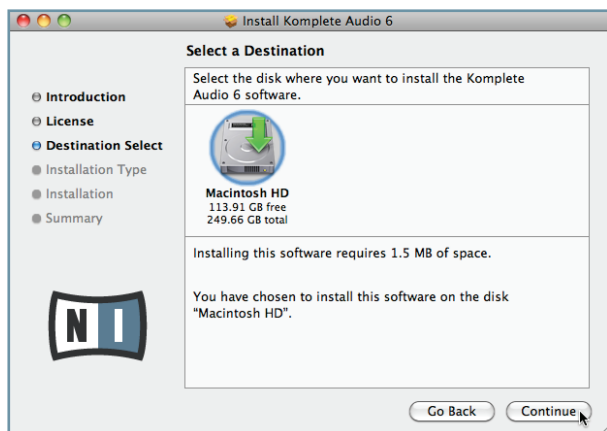 Install Komplete Audio 6
Select a Destination
Introduction
License
Destination Select
Installation Type
Installation
Summary
Select the disk where you want to install the Komplete
Audio 6 software.
Macintosh HD
113.91 GB free
249.66 GB total
Installing this software requires 1.5 MB of space.
You have chosen to install this software on the disk
“Macintosh HD”.
N I
Go Back
Continue